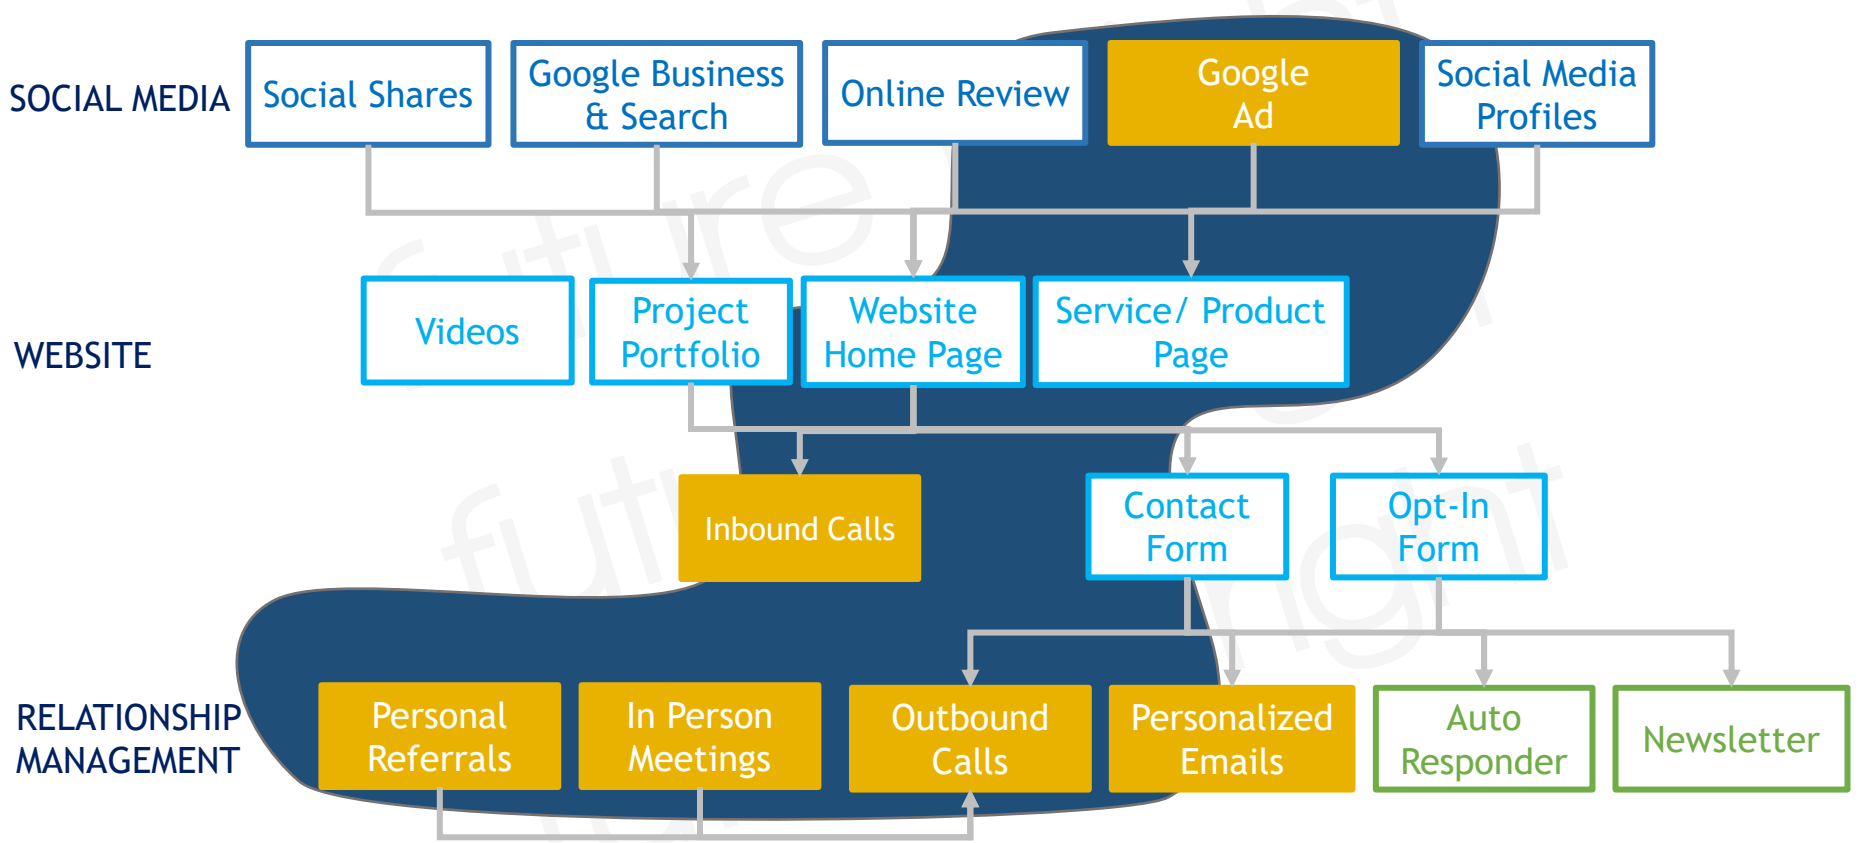 SOCIAL MEDIA
Social Shares
Google Business
& Search
Online Review
Google
Ad
Social Media
Profiles
WEBSITE
Videos
Project
Portfolio
Website
Home Page
Service/ Product
Page
Inbound Calls
Contact
Form
Opt-In
Form
RELATIONSHIP
MANAGEMENT
Personal
Referrals
In Person
Meetings
Outbound
Calls
Personalized
Emails
Auto
Responder
Newsletter